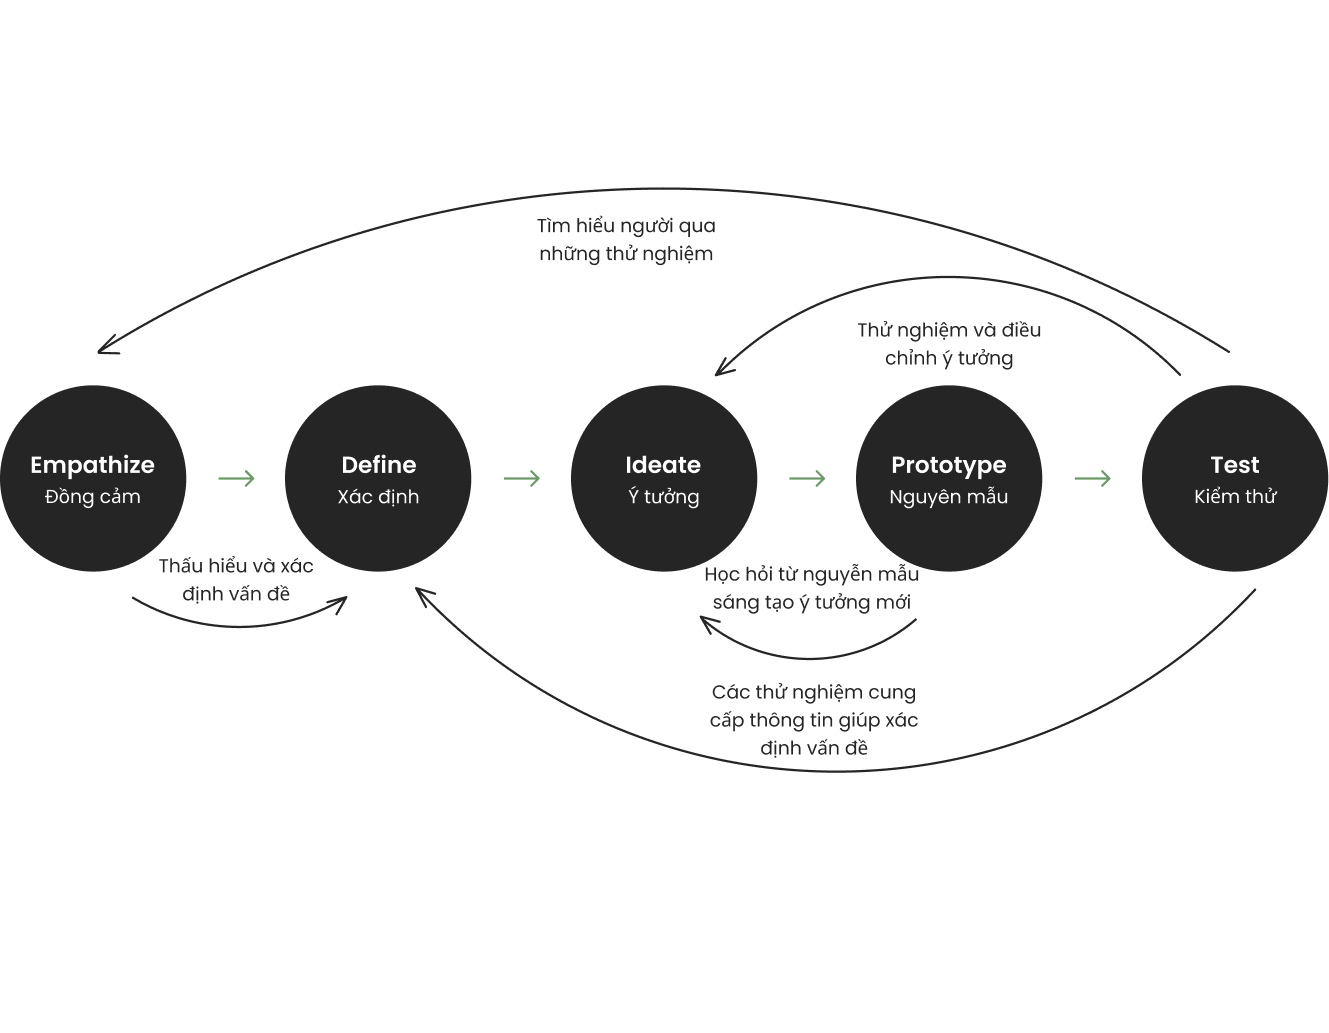 Tìm hiểu người qua
những thử nghiệm
Thử nghiệm và điều
chỉnh ý tưởng
Empathize
Đồng cảm
Define
Xác định
Ideate
Ý tưởng
Prototype
Nguyên mẫu
Test
Kiểm thử
Thấu hiểu và xác
định vấn đề
Học hỏi từ nguyễn mẫu
sáng tạo ý tưởng mới
Các thử nghiệm cung
cấp thông tin giúp xác
định vấn đề